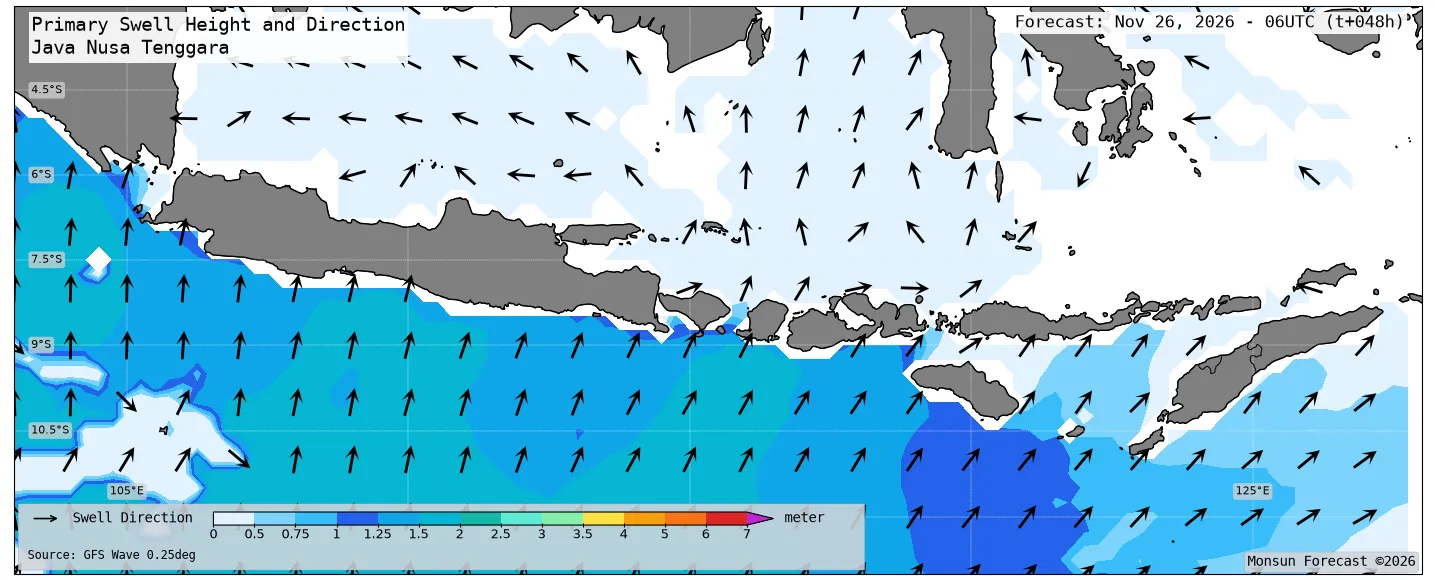 Primary Swell Height and Direction
Java Nusa Tenggara
Forecast: Nov 26, 2026 - 06UTC (t+048h)
4.5°S
6°S
7.5°S
9°S
10.5°S
105°E
125°E
Swell Direction
0 0.5 0.75 1 1.25 1.5 2 2.5 3 3.5 4 5 6 7
meter
Source: GFS Wave 0.25deg
Monsun Forecast ©2026